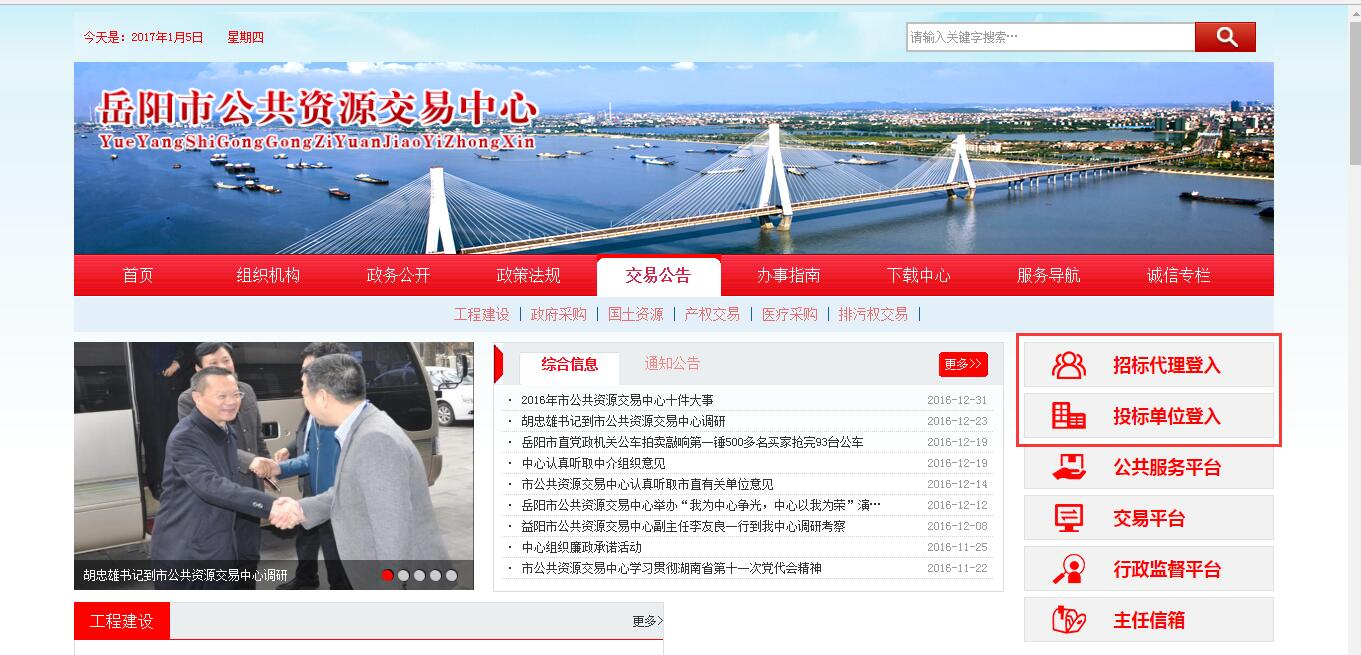 今天是：2017年1月5日 星期四
请输入关键字搜索…
岳阳市公共资源交易中心
YueYangShiGongGongZiYuanJiaoYiZhongXin
首页 组织机构 政务公开 政策法规 交易公告 办事指南 下载中心 服务导航 诚信专栏
工程建设 | 政府采购 | 国土资源 | 产权交易 | 医疗采购 | 排污权交易 |
综合信息 通知公告 更多>>
· 2016年市公共资源交易中心十件大事 2016-12-31
· 胡忠雄书记到市公共资源交易中心调研 2016-12-23
· 岳阳市直党政机关公车拍卖敲响第一锤500多名买家抢完93台公车 2016-12-19
· 中心认真听取中介组织意见 2016-12-19
· 市公共资源交易中心认真听取市直有关单位意见 2016-12-14
· 岳阳市公共资源交易中心举办“我为中心争光，中心以我为荣”演… 2016-12-12
· 益阳市公共资源交易中心副主任李友良一行到我中心调研考察 2016-12-08
· 中心组织廉政承诺活动 2016-11-25
· 市公共资源交易中心学习贯彻湖南省第十一次党代会精神 2016-11-22
胡忠雄书记到市公共资源交易中心调研
招标代理登入
投标单位登入
公共服务平台
交易平台
行政监督平台
主任信箱
工程建设 更多>